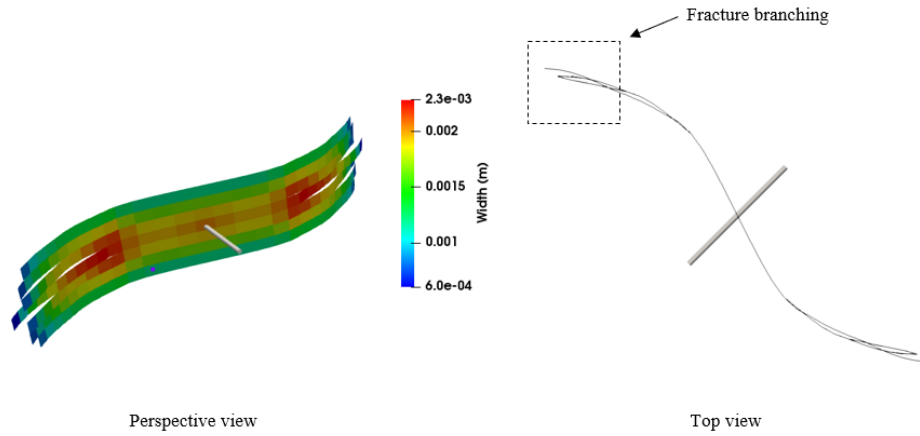 Fracture branching
2.3e-03
0.002
0.0015
0.001
6.0e-04
Width (m)
Perspective view
Top view